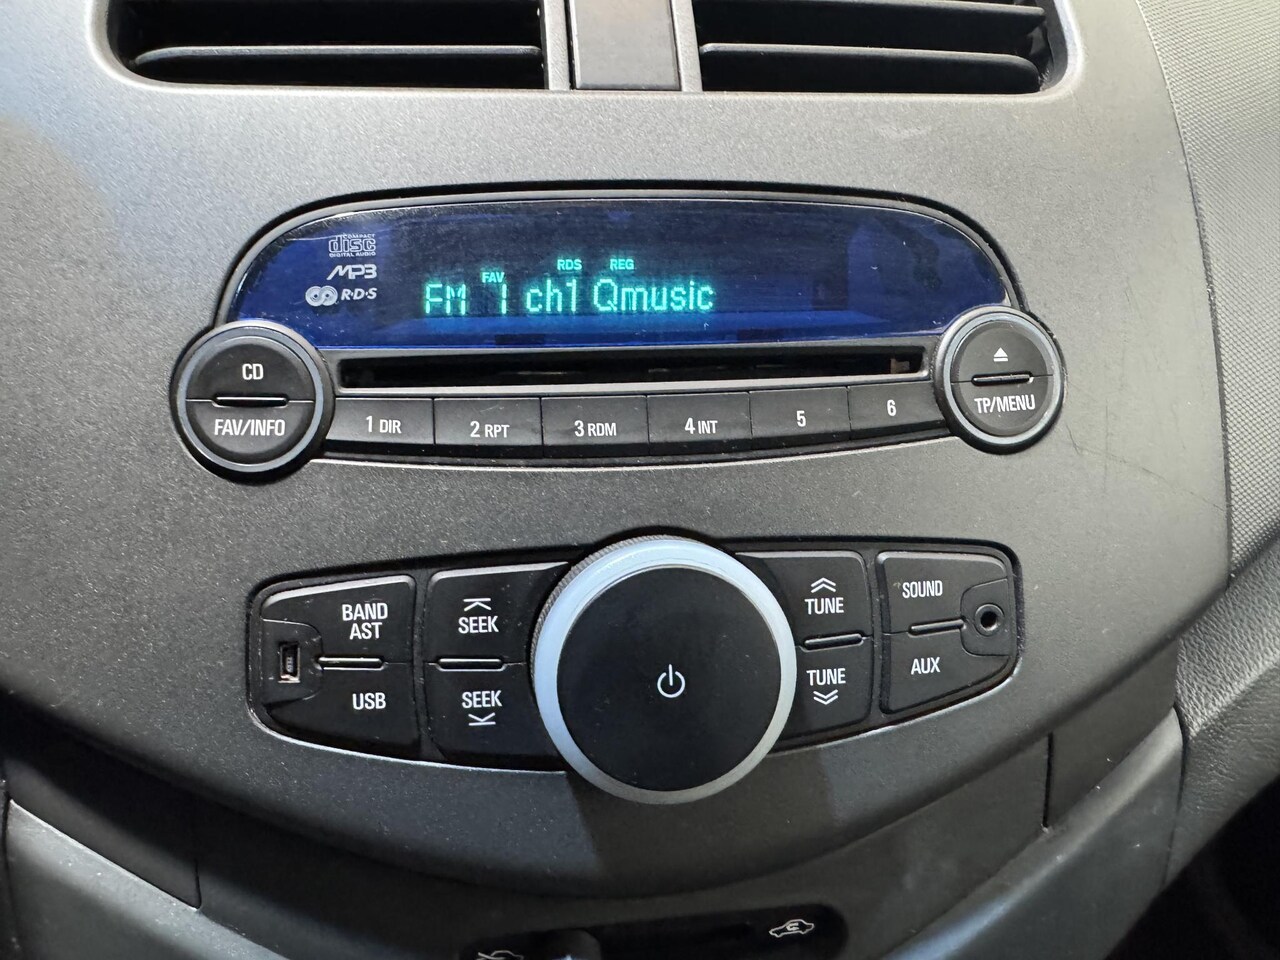 COMPACT
disc
DIGITAL AUDIO
MP3
R·D·S
FAV RDS REG
FM 1 ch1 Qmusic
CD
FAV/INFO
1 DIR
2 RPT
3 RDM
4 INT
5
6
TP/MENU
BAND
AST
USB
SEEK
SEEK
TUNE
TUNE
SOUND
AUX